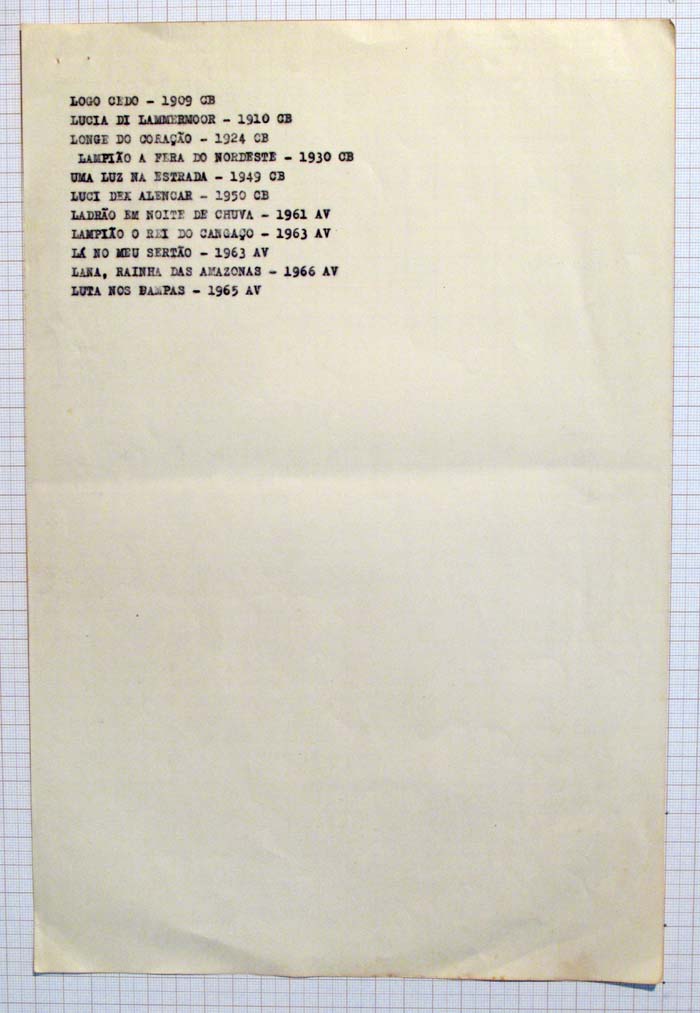 LOGO CEDO - 1909 CB
LUCIA DI LAMMERMOOR - 1910 CB
LONGE DO CORAÇÃO - 1924 CB
LAMPIÃO A FERA DO NORDESTE - 1930 CB
UMA LUZ NA ESTRADA - 1949 CB
LUCI DEX ALENCAR - 1950 CB
LADRÃO EM NOITE DE CHUVA - 1961 AV
LAMPIÃO O REI DO CANGAÇO - 1963 AV
LÁ NO MEU SERTÃO - 1963 AV
LANA, RAINHA DAS AMAZONAS - 1966 AV
LUTA NOS PAMPAS - 1965 AV